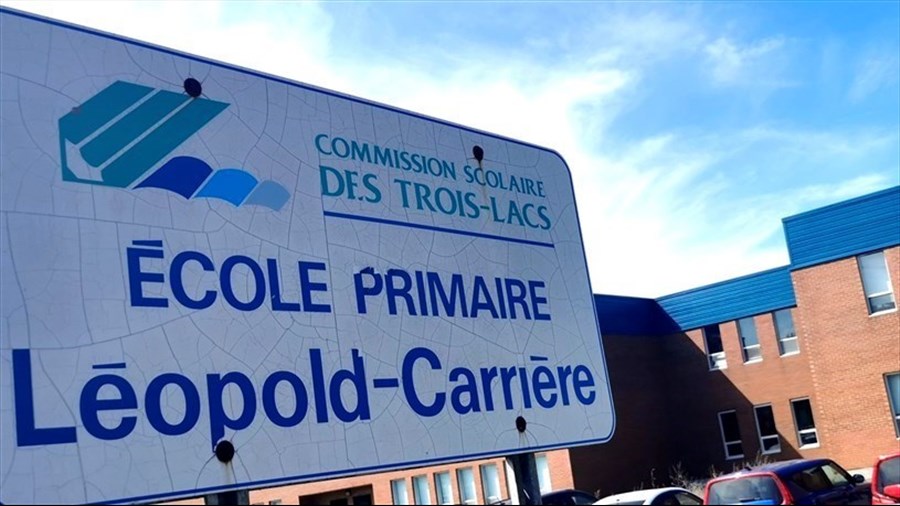 COMMISSION SCOLAIRE
DES TROIS-LACS
ÉCOLE PRIMAIRE
Léopold-Carrière